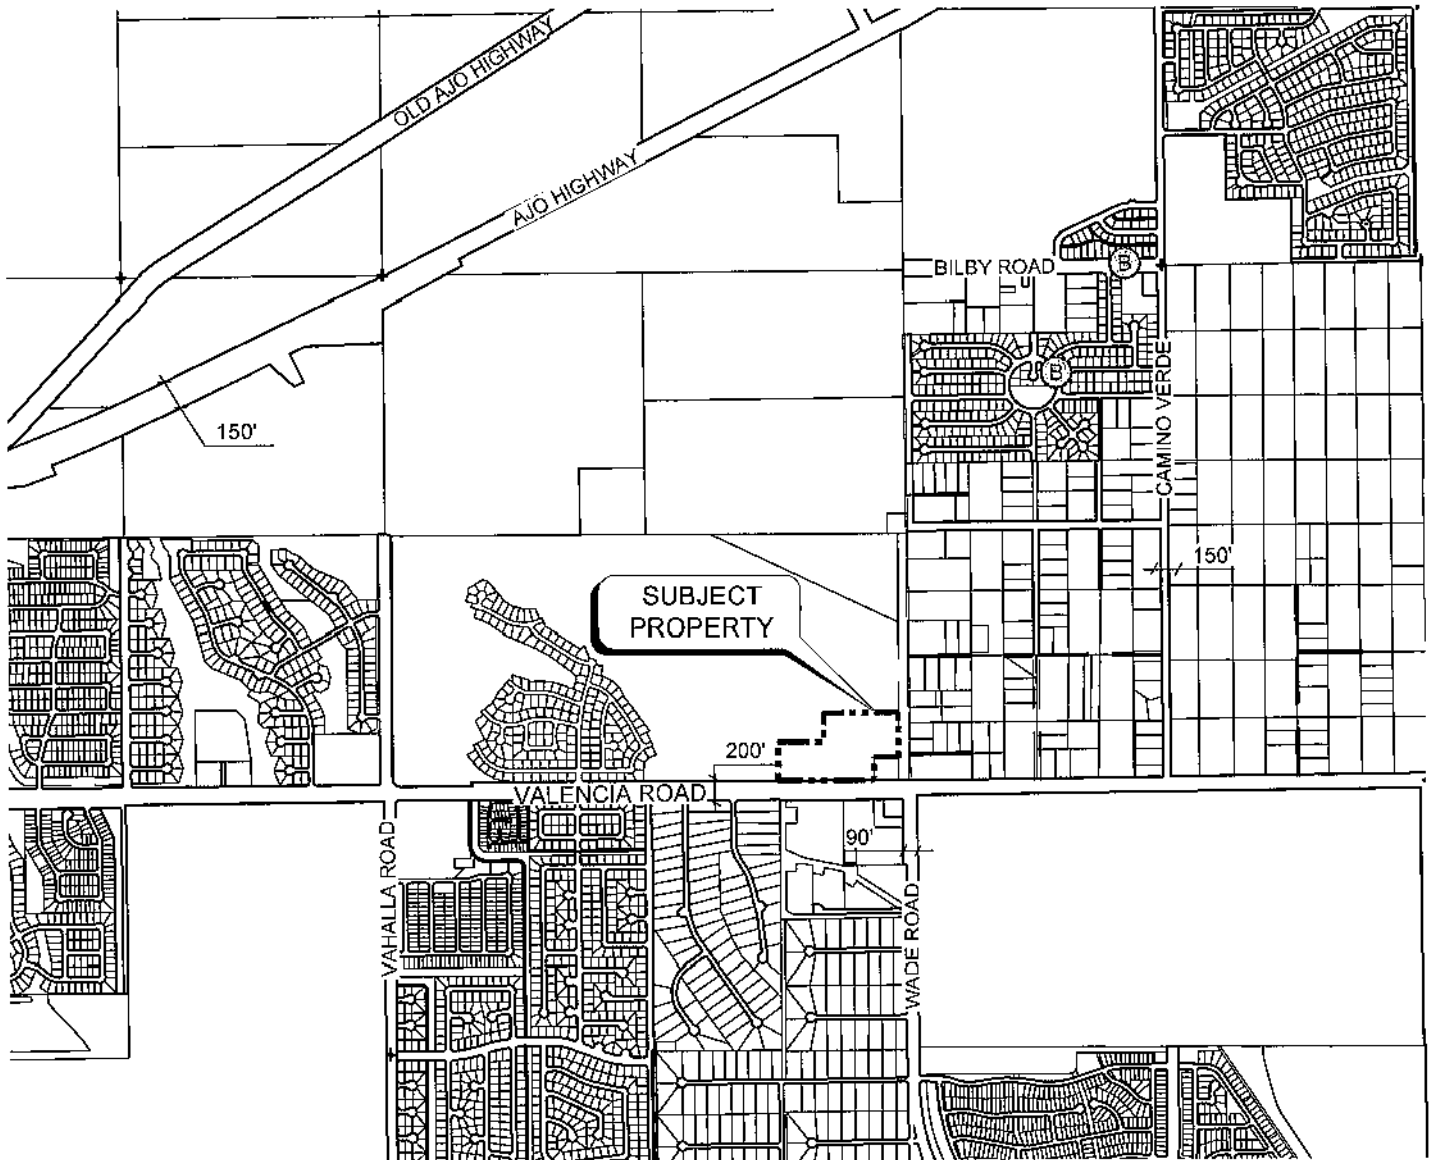 OLD AJO HIGHWAY
AJO HIGHWAY
BILBY ROAD
B
B
CAMINO VERDE
150'
150'
SUBJECT
PROPERTY
200'
VALENCIA ROAD
90'
VAHALLA ROAD
WADE ROAD